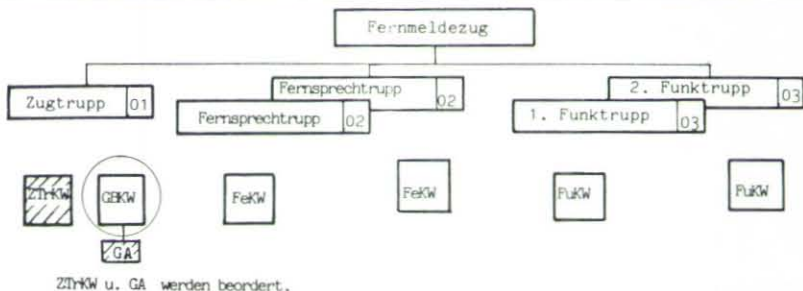 Fernmeldezug
Zugtrupp 01
Fernsprechtrupp 02
Fernsprechtrupp 02
2. Funktrupp 03
1. Funktrupp 03
ZTrKW
GBKW
FeKW
FeKW
FuKW
FuKW
GA
ZTrKW u. GA werden beordert.